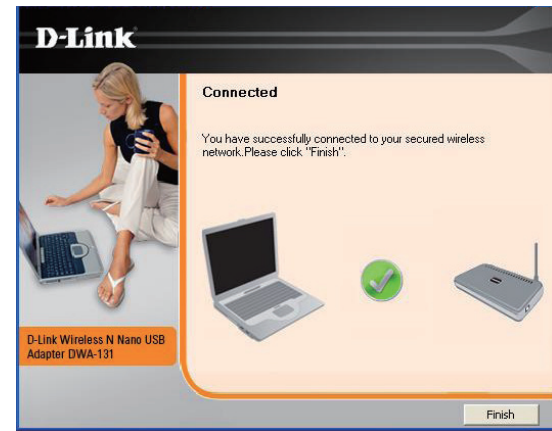 D-Link
Connected
You have successfully connected to your secured wireless
network.Please click "Finish".
D-Link Wireless N Nano USB
Adapter DWA-131
Finish